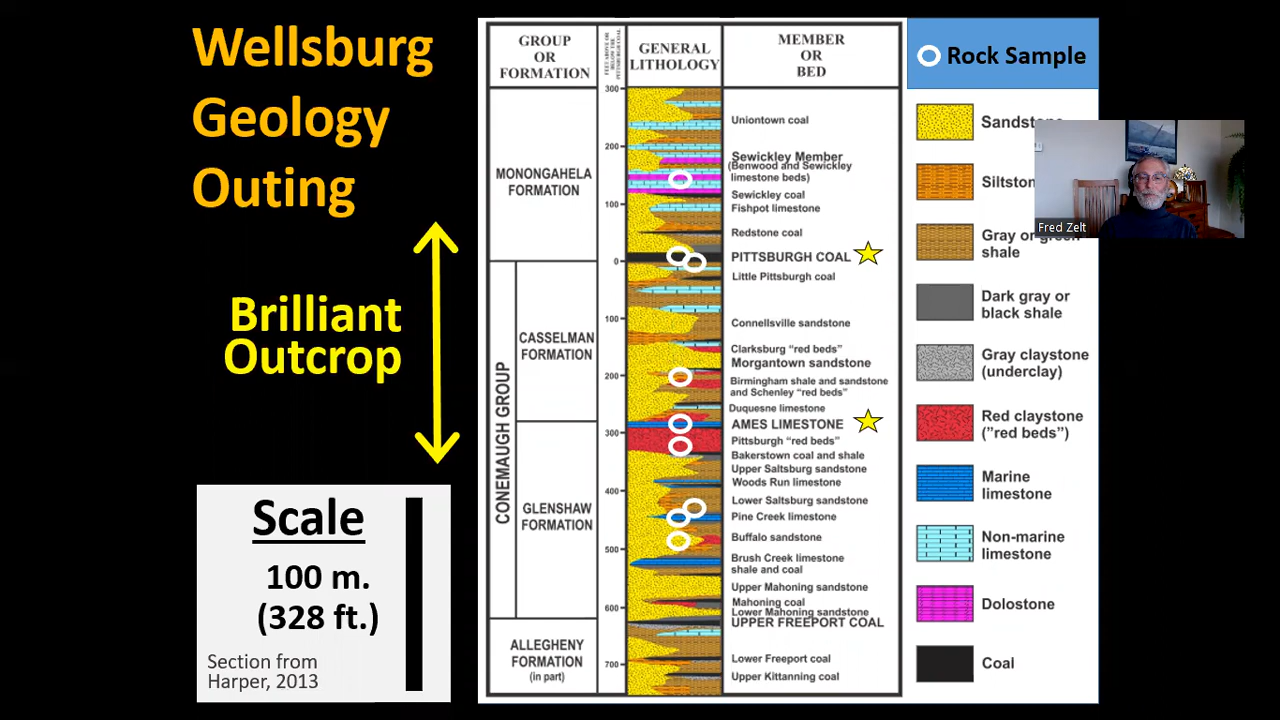 Wellsburg
Geology
Outing
Brilliant
Outcrop
Scale
100 m.
(328 ft.)
Section from
Harper, 2013
GROUP
OR
FORMATION
FEET ABOVE OR
BELOW THE
PITTSBURGH COAL
GENERAL
LITHOLOGY
MEMBER
OR
BED
300
200
100
0
100
200
300
400
500
600
700
MONONGAHELA
FORMATION
CONEMAUGH GROUP
CASSELMAN
FORMATION
GLENSHAW
FORMATION
ALLEGHENY
FORMATION
(in part)
Uniontown coal
Sewickley Member
(Benwood and Sewickley
limestone beds)
Sewickley coal
Fishpot limestone
Redstone coal
PITTSBURGH COAL
Little Pittsburgh coal
Connellsville sandstone
Clarksburg “red beds”
Morgantown sandstone
Birmingham shale and sandstone
and Schenley “red beds”
Duquesne limestone
AMES LIMESTONE
Pittsburgh “red beds”
Bakerstown coal and shale
Upper Saltsburg sandstone
Woods Run limestone
Lower Saltsburg sandstone
Pine Creek limestone
Buffalo sandstone
Brush Creek limestone
shale and coal
Upper Mahoning sandstone
Mahoning coal
Lower Mahoning sandstone
UPPER FREEPORT COAL
Lower Freeport coal
Upper Kittanning coal
Rock Sample
Sandstone
Siltston
Gray or green
shale
Dark gray or
black shale
Gray claystone
(underclay)
Red claystone
(”red beds”)
Marine
limestone
Non-marine
limestone
Dolostone
Coal
Fred Zelt